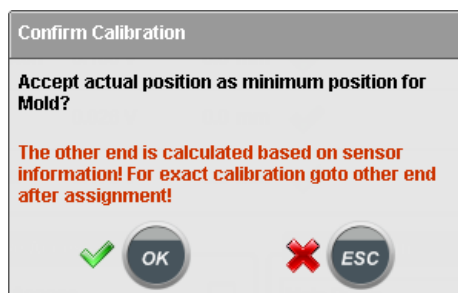 Confirm Calibration
Accept actual position as minimum position for
Mold?
The other end is calculated based on sensor
information! For exact calibration goto other end
after assignment!
OK
ESC